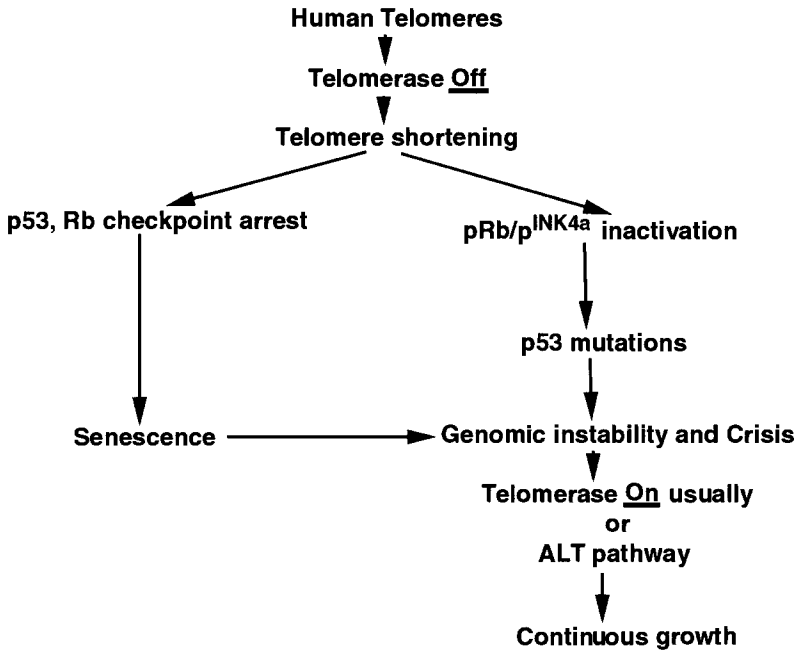 Human Telomeres
Telomerase Off
Telomere shortening
p53, Rb checkpoint arrest
pRb/pINK4a inactivation
p53 mutations
Senescence
Genomic instability and Crisis
Telomerase On usually
or
ALT pathway
Continuous growth